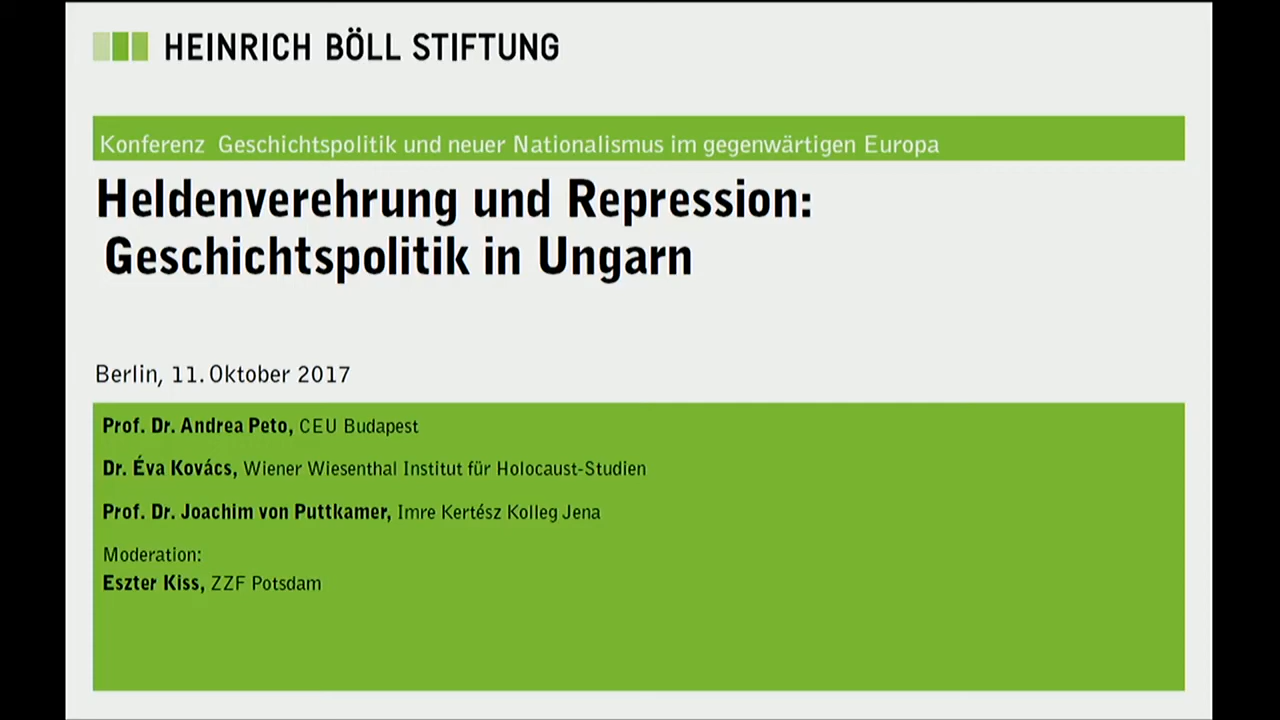 HEINRICH BÖLL STIFTUNG
Konferenz Geschichtspolitik und neuer Nationalismus im gegenwärtigen Europa
Heldenverehrung und Repression:
Geschichtspolitik in Ungarn
Berlin, 11. Oktober 2017
Prof. Dr. Andrea Peto, CEU Budapest
Dr. Éva Kovács, Wiener Wiesenthal Institut für Holocaust-Studien
Prof. Dr. Joachim von Puttkamer, Imre Kertész Kolleg Jena
Moderation:
Eszter Kiss, ZZF Potsdam